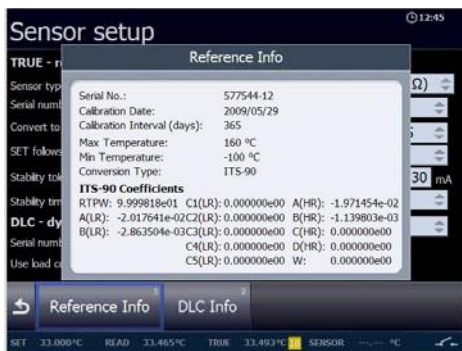 12:45
Sensor setup
Reference Info
TRUE - r
Sensor typ Ω)
Serial numb
Convert to
SET follows
Stability tole 30 mA
Stability tim
DLC - dy
Serial numb
Use load co
Serial No.: 577544-12
Calibration Date: 2009/05/29
Calibration Interval (days): 365
Max Temperature: 160 °C
Min Temperature: -100 °C
Conversion Type: ITS-90
ITS-90 Coefficients
RTPW: 9.999818e01 C1(LR): 0.000000e00 A(HR): -1.971454e-02
A(LR): -2.017641e-02 C2(LR): 0.000000e00 B(HR): -1.139803e-03
B(LR): -2.863504e-03 C3(LR): 0.000000e00 C(HR): 0.000000e00
C4(LR): 0.000000e00 D(HR): 0.000000e00
C5(LR): 0.000000e00 W: 0.000000e00
Reference Info 1 DLC Info 2
SET 33.000°C READ 33.465°C TRUE 33.493°C SENSOR ---.-- °C